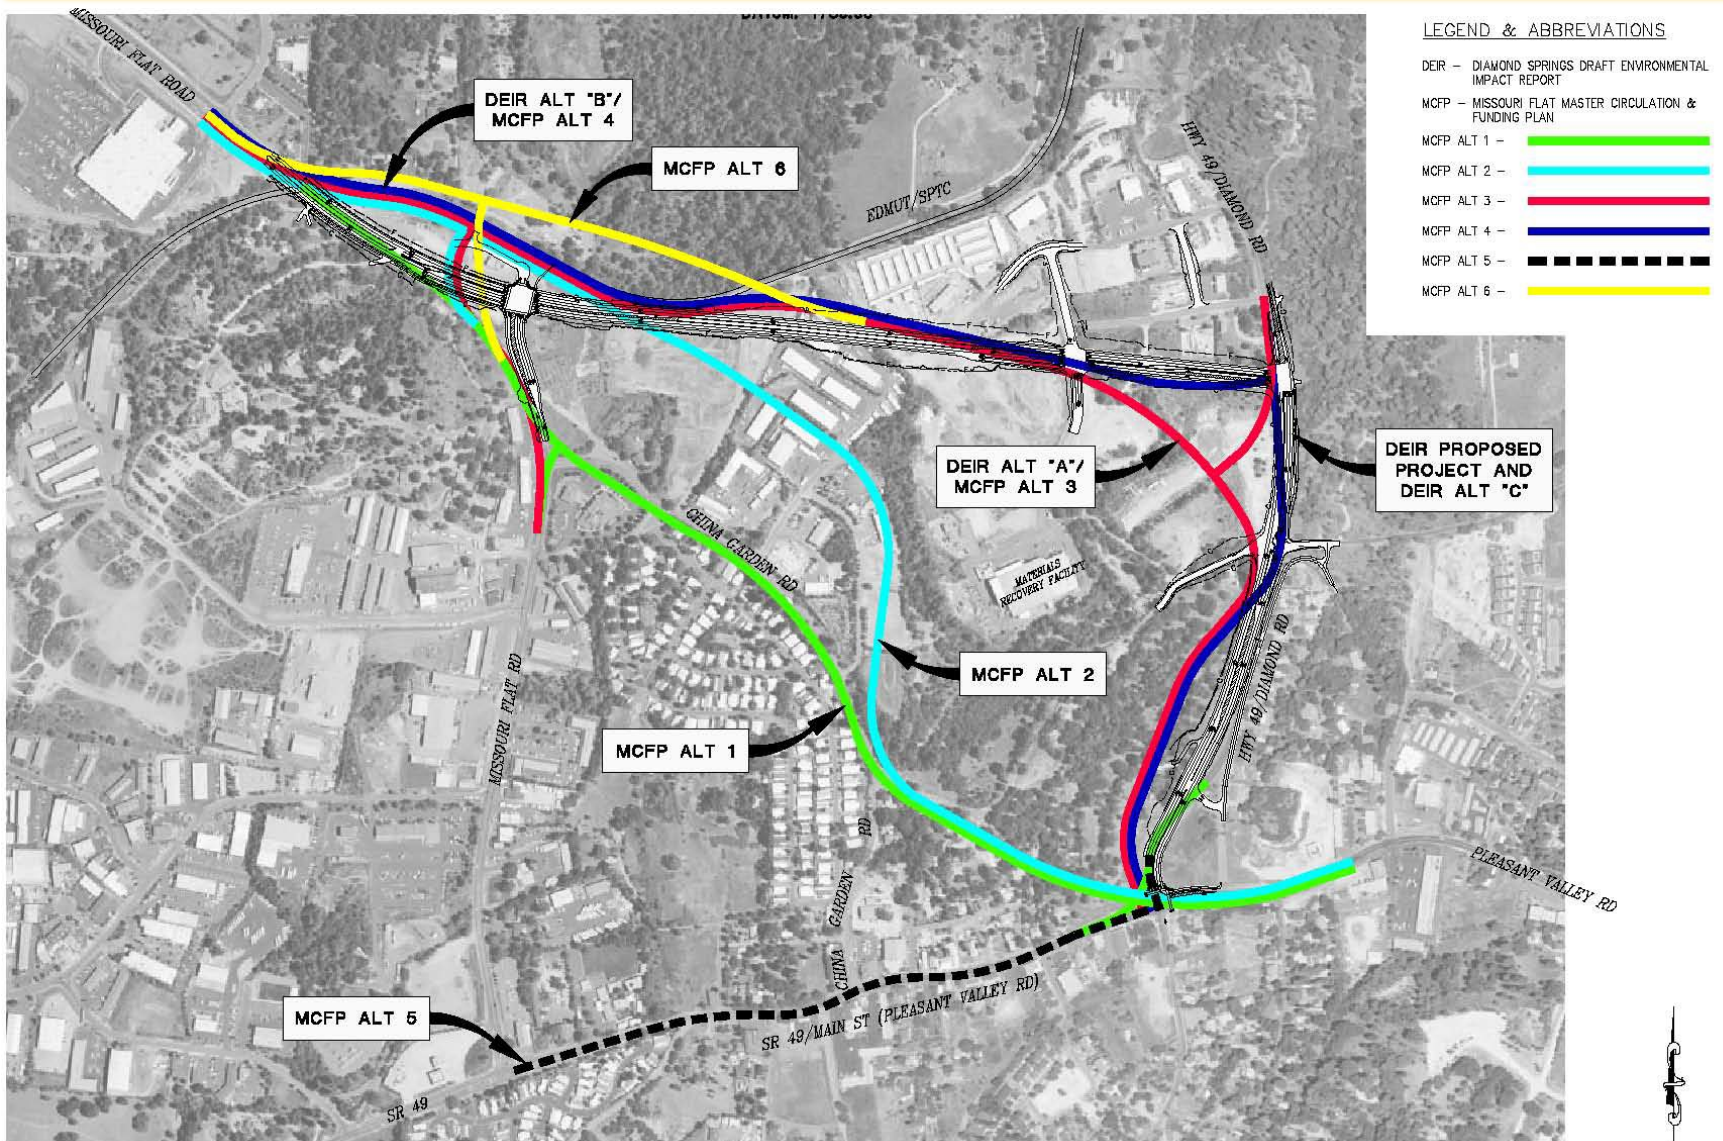 LEGEND & ABBREVIATIONS
DEIR – DIAMOND SPRINGS DRAFT ENVIRONMENTAL
IMPACT REPORT
MCFP – MISSOURI FLAT MASTER CIRCULATION &
FUNDING PLAN
MCFP ALT 1 –
MCFP ALT 2 –
MCFP ALT 3 –
MCFP ALT 4 –
MCFP ALT 5 –
MCFP ALT 6 –
MISSOURI FLAT ROAD
DEIR ALT "B"/
MCFP ALT 4
MCFP ALT 6
EDMUT/SPTC
HWY 49/DIAMOND RD
DEIR ALT "A"/
MCFP ALT 3
DEIR PROPOSED
PROJECT AND
DEIR ALT "C"
CHINA GARDEN RD
MATERIALS
RECOVERY FACILITY
MCFP ALT 2
MISSOURI FLAT RD
MCFP ALT 1
HWY 49/DIAMOND RD
CHINA GARDEN RD
PLEASANT VALLEY RD
MCFP ALT 5
SR 49/MAIN ST (PLEASANT VALLEY RD)
SR 49